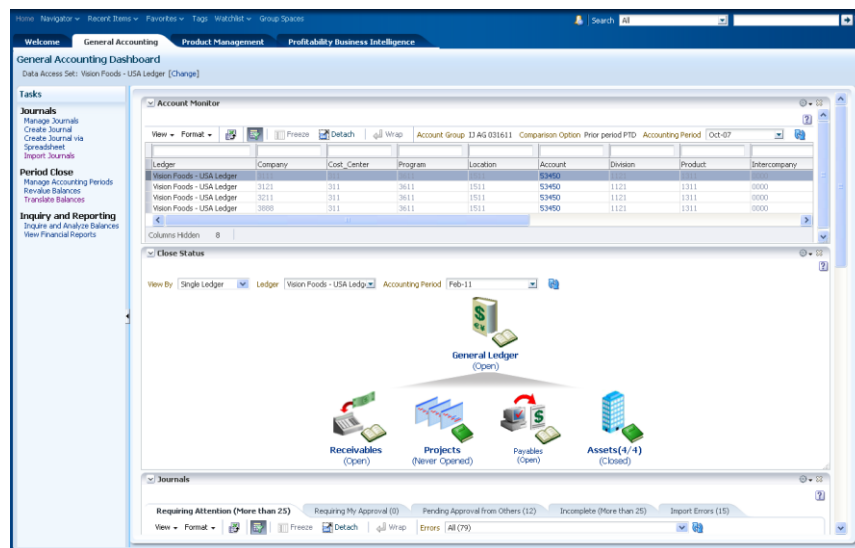 Home Navigator Recent Items Favorites Tags Watchlist Group Spaces Search All
Welcome General Accounting Product Management Profitability Business Intelligence
General Accounting Dashboard
Data Access Set: Vision Foods - USA Ledger [Change]
Tasks
Journals
Manage Journals
Create Journal
Create Journal via
Spreadsheet
Import Journals
Period Close
Manage Accounting Periods
Revalue Balances
Translate Balances
Inquiry and Reporting
Inquire and Analyze Balances
View Financial Reports
Account Monitor
View Format Freeze Detach Wrap Account Group IJ AG 031611 Comparison Option Prior period PTD Accounting Period Oct-07
Ledger Company Cost_Center Program Location Account Division Product Intercompany
Vision Foods - USA Ledger 53450
Vision Foods - USA Ledger 3121 311 3611 1511 53450 1121 1311 0000
Vision Foods - USA Ledger 3211 311 3611 1511 53450 1121 1311 0000
Vision Foods - USA Ledger 3888 311 3611 1511 53450 1121 1311 0000
Columns Hidden 8
Close Status
View By Single Ledger Ledger Vision Foods - USA Ledge Accounting Period Feb-11
General Ledger
(Open)
Receivables Projects Payables Assets(4/4)
(Open) (Never Opened) (Open) (Closed)
Journals
Requiring Attention (More than 25) Requiring My Approval (0) Pending Approval from Others (12) Incomplete (More than 25) Import Errors (15)
View Format Freeze Detach Wrap Errors All (79)